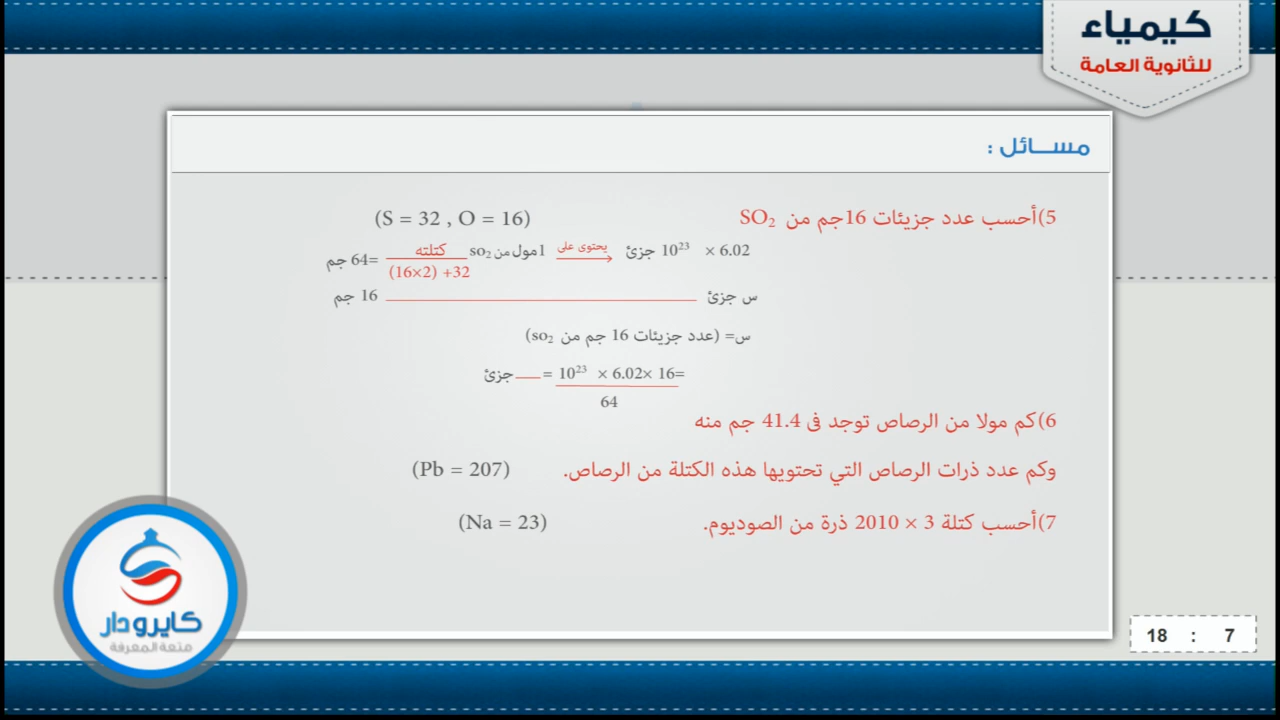 كيمياء
للثانوية العامة
مســـائل :
5)أحسب عدد جزيئات 16جم من SO₂ (S = 32 , O = 16)
6.02 × 10²³ جزئ يحتوى على 1مول من so₂ كتلته =64 جم
(16×2) +32
س جزئ 16 جم
س= (عدد جزيئات 16 جم من so₂)
=16 ×6.02 × 10²³ = جزئ
64
6)كم مولا من الرصاص توجد فى 41.4 جم منه
وكم عدد ذرات الرصاص التي تحتويها هذه الكتلة من الرصاص. (Pb = 207)
7)أحسب كتلة 3 × 2010 ذرة من الصوديوم. (Na = 23)
كايرودار
متعة المعرفة
18 : 7